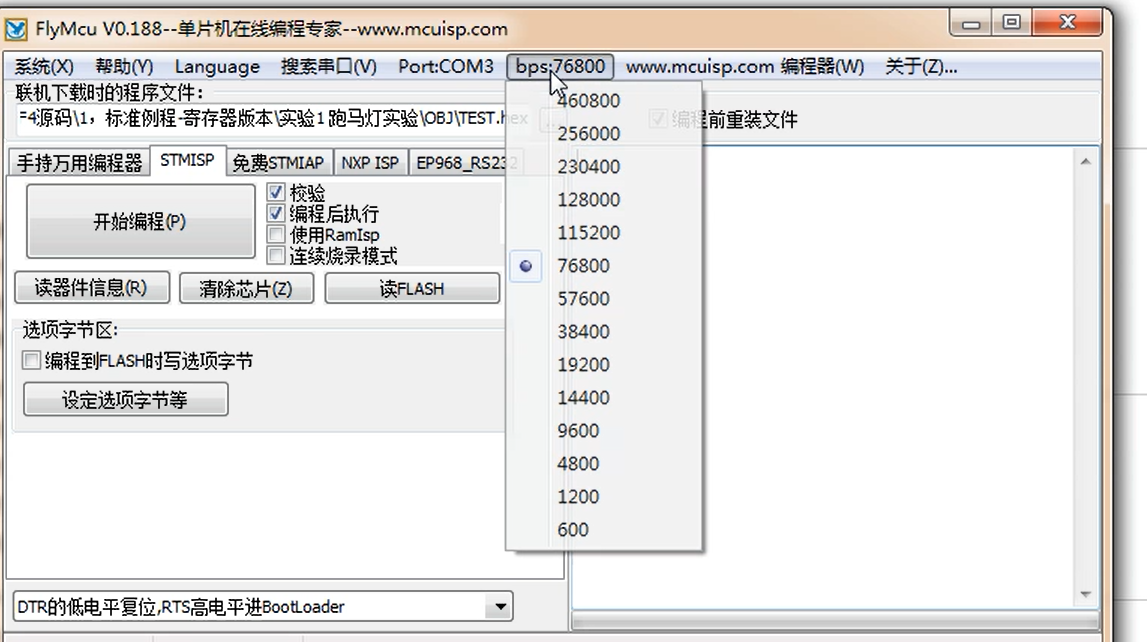 FlyMcu V0.188--单片机在线编程专家--www.mcuisp.com
系统(X) 帮助(Y) Language 搜索串口(V) Port:COM3 bps:76800 www.mcuisp.com 编程器(W) 关于(Z)...
联机下载时的程序文件:
F4源码\1，标准例程-寄存器版本\实验1 跑马灯实验\OBJ\TEST.hex ... 编程前重装文件
手持万用编程器 STMISP 免费STMIAP NXP ISP EP968_RS232
开始编程(P)
校验
编程后执行
使用RamIsp
连续烧录模式
读器件信息(R) 清除芯片(Z) 读FLASH
选项字节区:
编程到FLASH时写选项字节
设定选项字节等
460800
256000
230400
128000
115200
76800
57600
38400
19200
14400
9600
4800
1200
600
DTR的低电平复位,RTS高电平进BootLoader